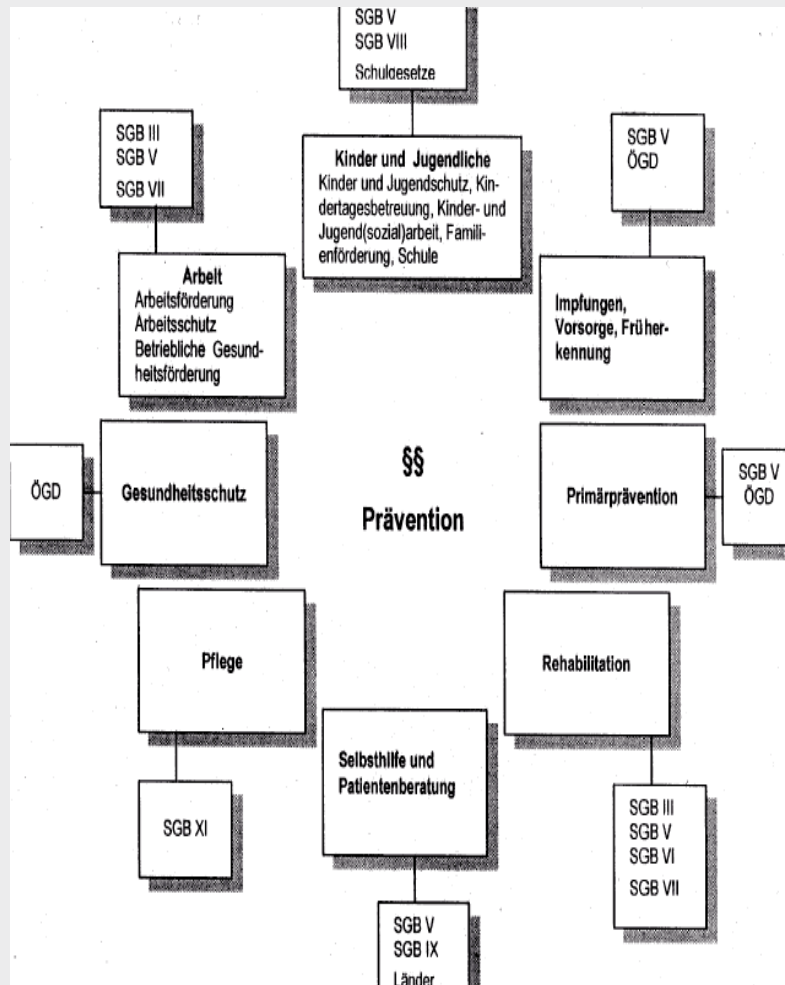 SGB V
SGB VIII
Schulgesetze
SGB III
SGB V
SGB VII
Kinder und Jugendliche
Kinder und Jugendschutz, Kin-
dertagesbetreuung, Kinder- und
Jugend(sozial)arbeit, Famili-
enförderung, Schule
SGB V
ÖGD
Arbeit
Arbeitsförderung
Arbeitsschutz
Betriebliche Gesund-
heitsförderung
Impfungen,
Vorsorge, Früher-
kennung
ÖGD
Gesundheitsschutz
§§
Prävention
Primärprävention
SGB V
ÖGD
Pflege
Rehabilitation
Selbsthilfe und
Patientenberatung
SGB XI
SGB III
SGB V
SGB VI
SGB VII
SGB V
SGB IX
Länder